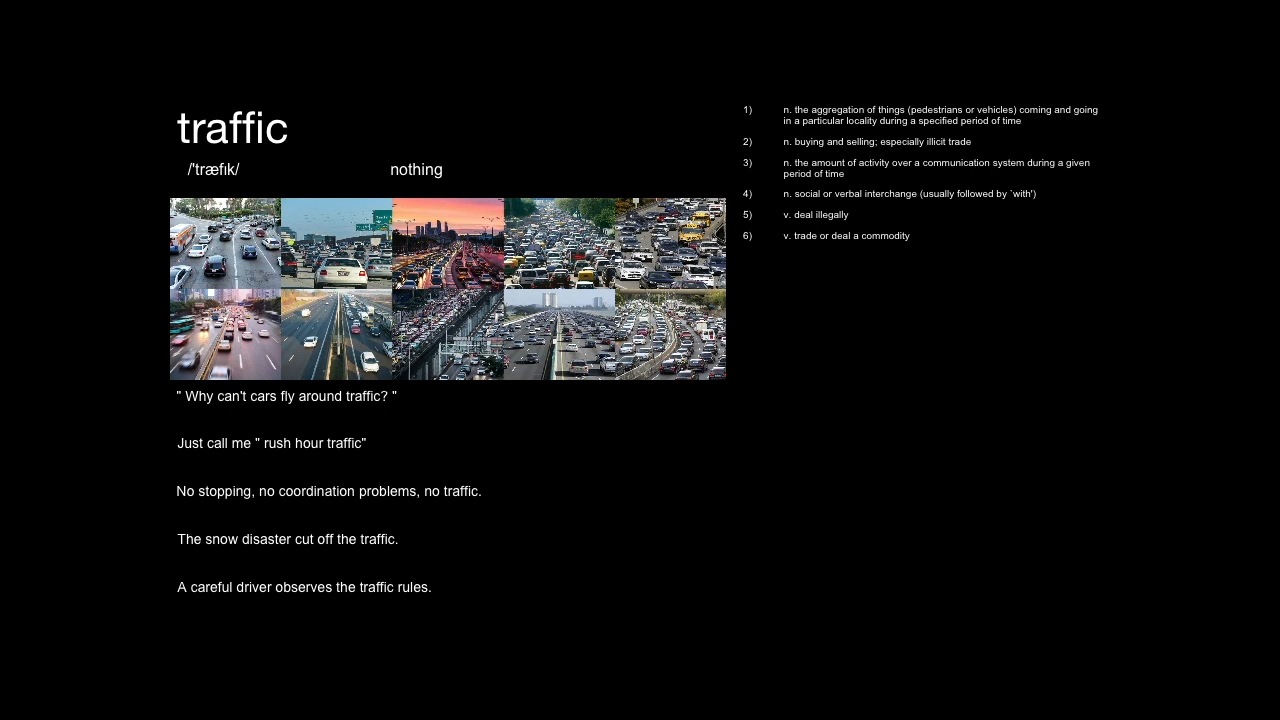 traffic
/'træfɪk/
nothing
" Why can't cars fly around traffic? "
Just call me " rush hour traffic"
No stopping, no coordination problems, no traffic.
The snow disaster cut off the traffic.
A careful driver observes the traffic rules.
1) n. the aggregation of things (pedestrians or vehicles) coming and going
in a particular locality during a specified period of time
2) n. buying and selling; especially illicit trade
3) n. the amount of activity over a communication system during a given
period of time
4) n. social or verbal interchange (usually followed by `with')
5) v. deal illegally
6) v. trade or deal a commodity